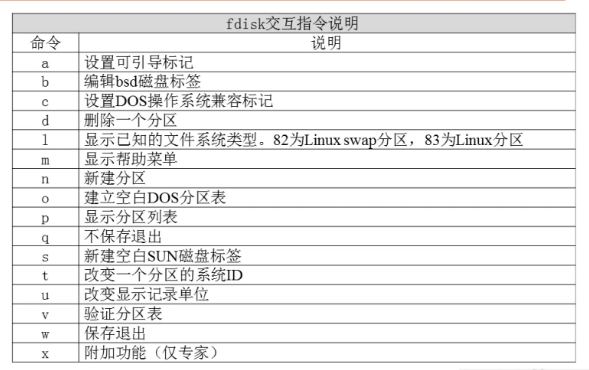 fdisk交互指令说明
命令 说明
a 设置可引导标记
b 编辑bsd磁盘标签
c 设置DOS操作系统兼容标记
d 删除一个分区
l 显示已知的文件系统类型。82为Linux swap分区，83为Linux分区
m 显示帮助菜单
n 新建分区
o 建立空白DOS分区表
p 显示分区列表
q 不保存退出
s 新建空白SUN磁盘标签
t 改变一个分区的系统ID
u 改变显示记录单位
v 验证分区表
w 保存退出
x 附加功能（仅专家）